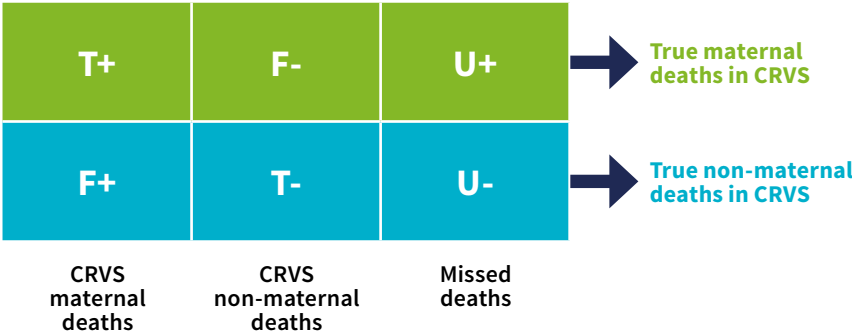 T+ F- U+
True maternal
deaths in CRVS
F+ T- U-
True non-maternal
deaths in CRVS
CRVS
maternal
deaths
CRVS
non-maternal
deaths
Missed
deaths